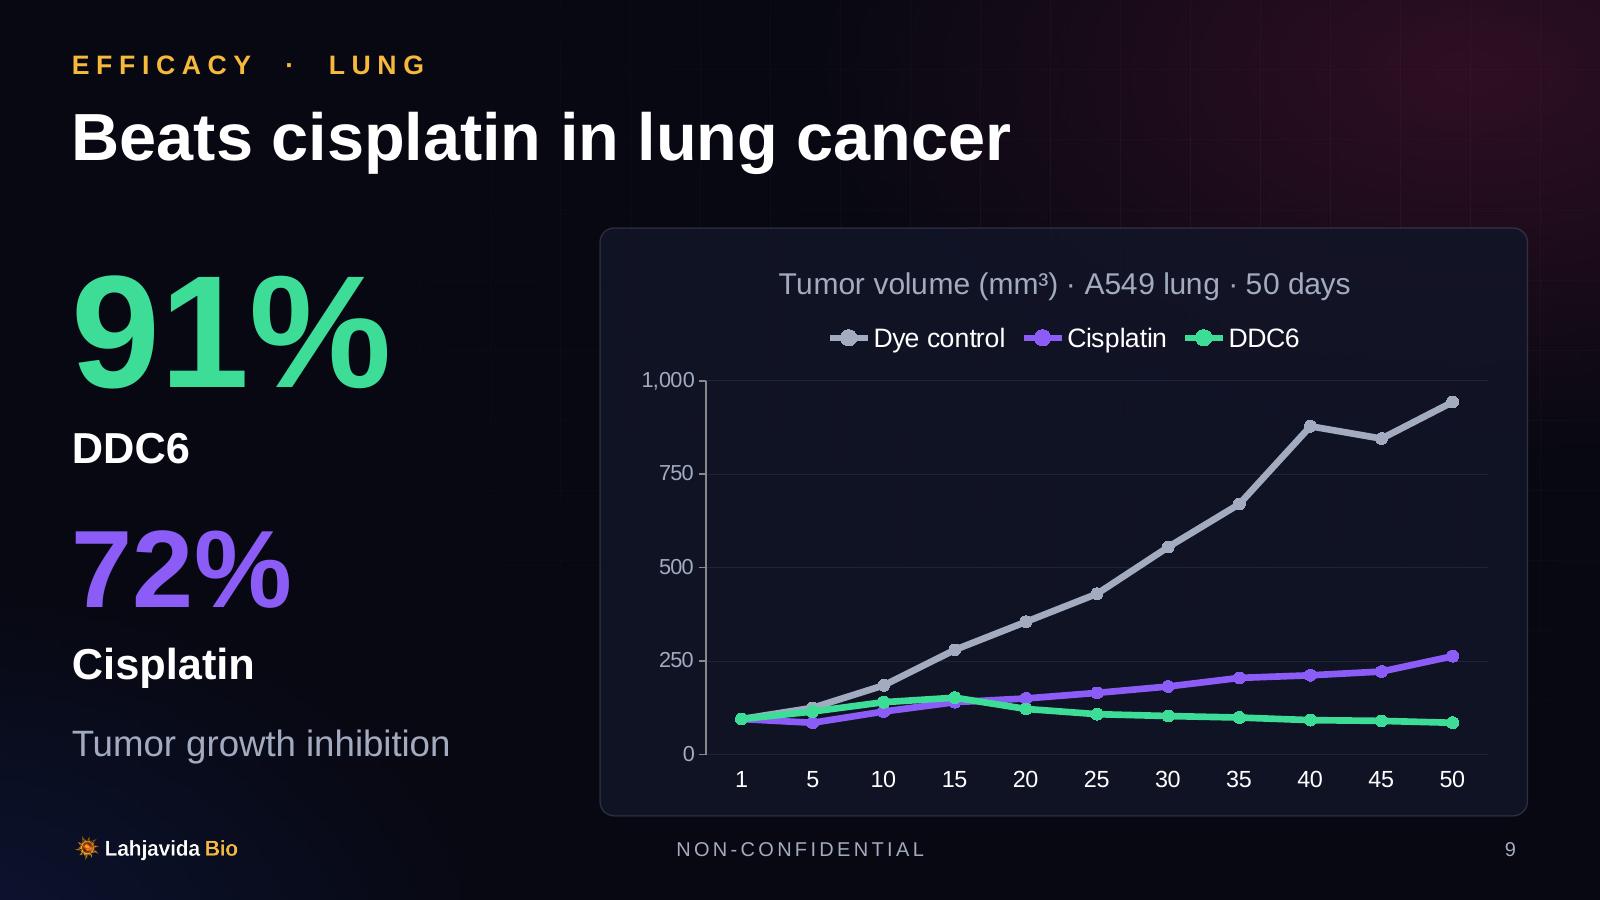 EFFICACY · LUNG
Beats cisplatin in lung cancer
91%
DDC6
72%
Cisplatin
Tumor growth inhibition
Tumor volume (mm³) · A549 lung · 50 days
Dye control Cisplatin DDC6
1,000
750
500
250
0
1 5 10 15 20 25 30 35 40 45 50
Lahjavida Bio
NON-CONFIDENTIAL
9